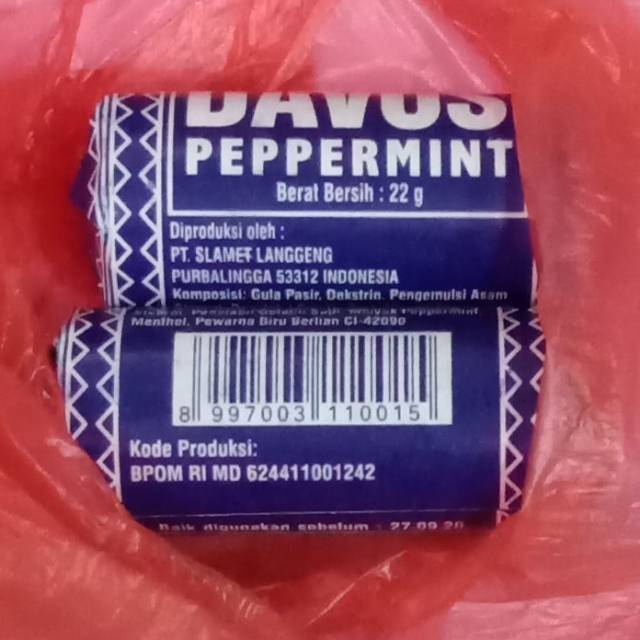 DAVOS
PEPPERMINT
Berat Bersih : 22 g
Diproduksi oleh :
PT. SLAMET LANGGENG
PURBALINGGA 53312 INDONESIA
Komposisi: Gula Pasir, Dekstrin, Pengemulsi Asam
Menthol, Pewarna Biru Berlian CI-42090
8 997003 110015
Kode Produksi:
BPOM RI MD 624411001242
Baik digunakan sebelum : 27 09 26